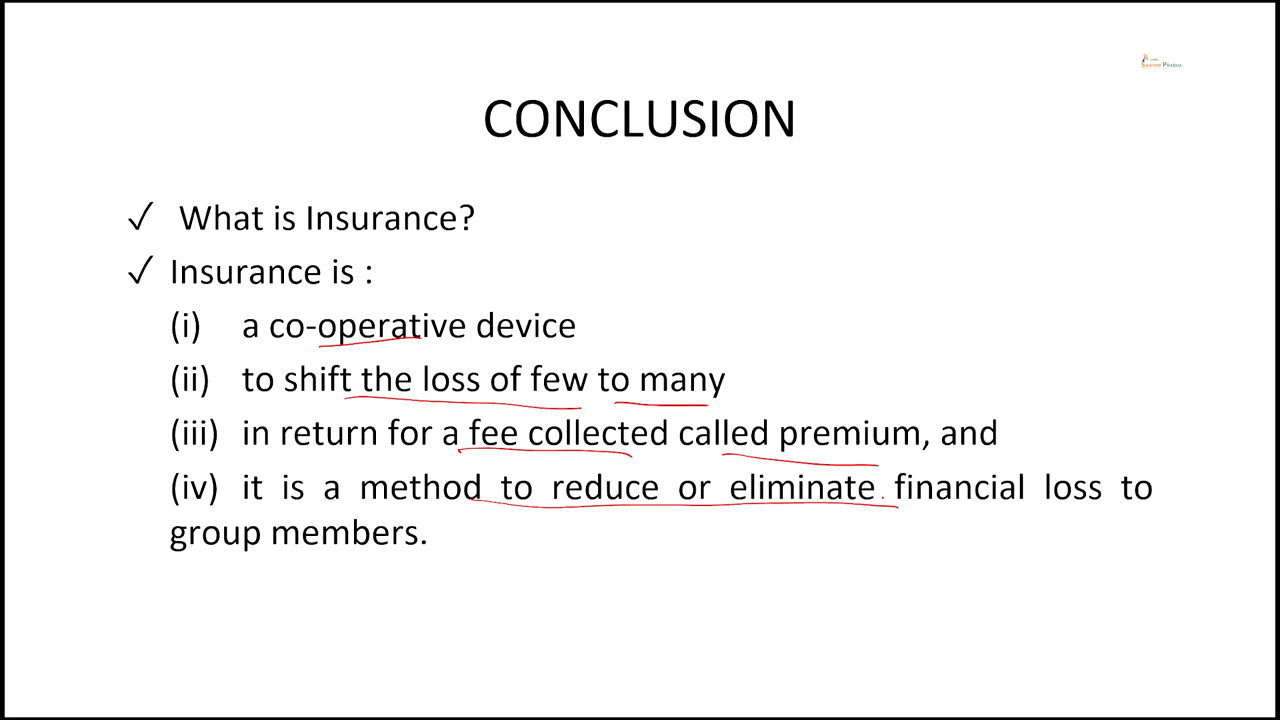 SWAYAM PRABHA
CONCLUSION
✓ What is Insurance?
✓ Insurance is :
(i) a co-operative device
(ii) to shift the loss of few to many
(iii) in return for a fee collected called premium, and
(iv) it is a method to reduce or eliminate financial loss to
group members.